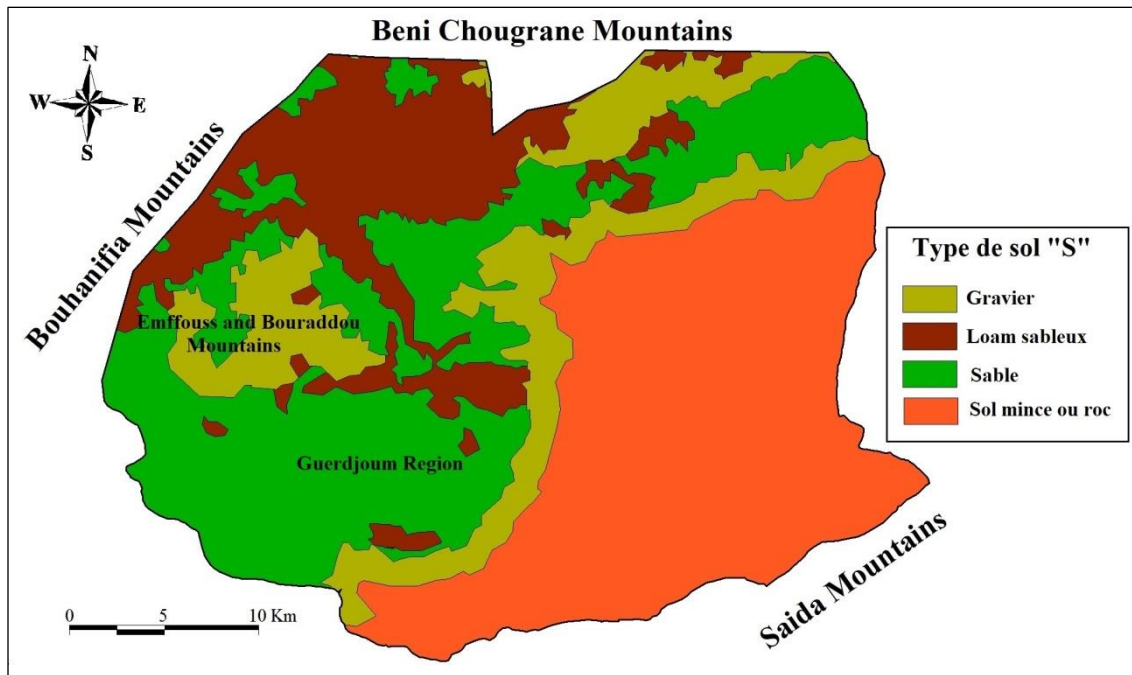 Beni Chougrane Mountains
N
W E
S
Bouhanifia Mountains
Type de sol "S"
Gravier
Loam sableux
Sable
Sol mince ou roc
Emffouss and Bouraddou
Mountains
Guerdjoum Region
Saida Mountains
0 5 10 Km